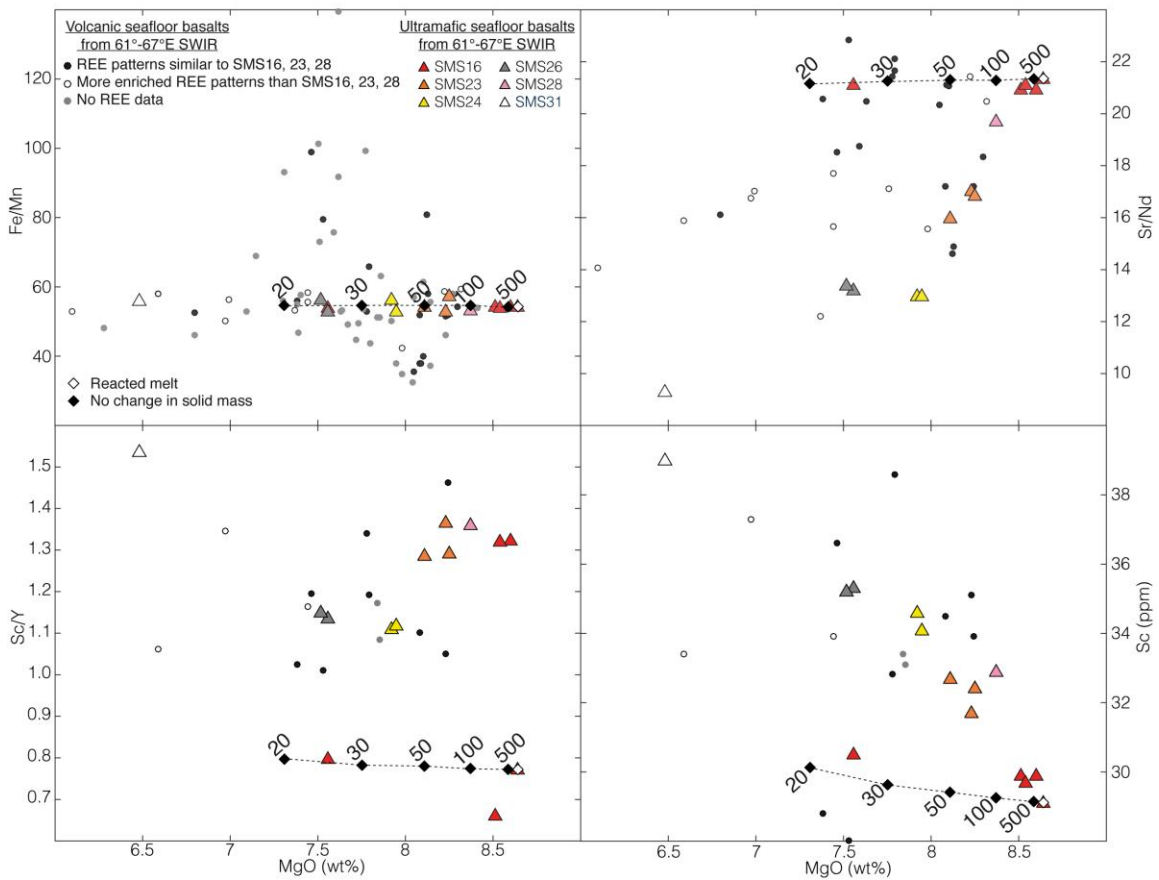 Volcanic seafloor basalts
from 61°-67°E SWIR
REE patterns similar to SMS16, 23, 28
More enriched REE patterns than SMS16, 23, 28
No REE data
Ultramafic seafloor basalts
from 61°-67°E SWIR
SMS16
SMS26
SMS23
SMS28
SMS24
SMS31
120
100
80
60
40
Fe/Mn
20
30
50
100
500
Reacted melt
No change in solid mass
20
30
50
100
500
22
20
18
16
14
12
10
Sr/Nd
1.5
1.4
1.3
1.2
1.1
1.0
0.9
0.8
0.7
Sc/Y
20
30
50
100
500
6.5
7
7.5
8
8.5
MgO (wt%)
20
30
50
100
500
38
36
34
32
30
Sc (ppm)
6.5
7
7.5
8
8.5
MgO (wt%)